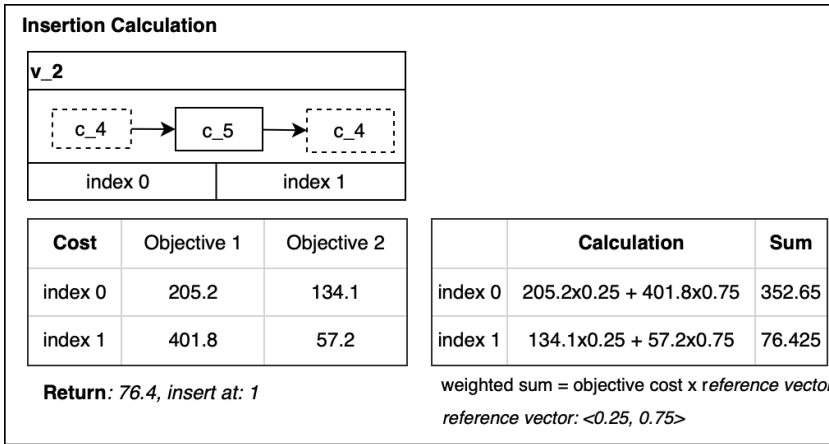 Insertion Calculation
v_2
c_4 c_5 c_4
index 0 index 1
Cost Objective 1 Objective 2
index 0 205.2 134.1
index 1 401.8 57.2
Return: 76.4, insert at: 1
Calculation Sum
index 0 205.2x0.25 + 401.8x0.75 352.65
index 1 134.1x0.25 + 57.2x0.75 76.425
weighted sum = objective cost x reference vector
reference vector: <0.25, 0.75>